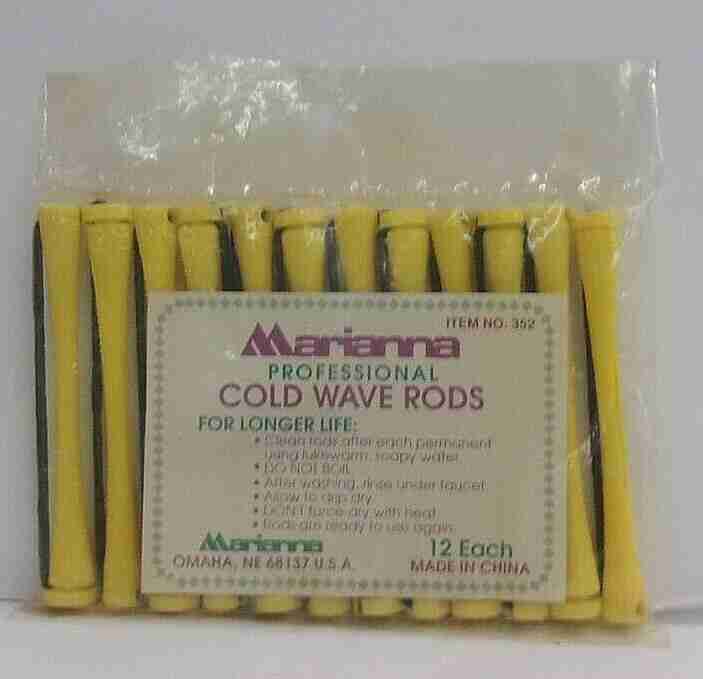 ITEM NO. 352
Marianna
PROFESSIONAL
COLD WAVE RODS
FOR LONGER LIFE:
• Clean rods after each permanent
using lukewarm, soapy water.
• DO NOT BOIL
• After washing, rinse under faucet
• Allow to drip dry
• DON'T force dry with heat
• Rods are ready to use again.
Marianna
OMAHA, NE 68137 U.S.A.
12 Each
MADE IN CHINA